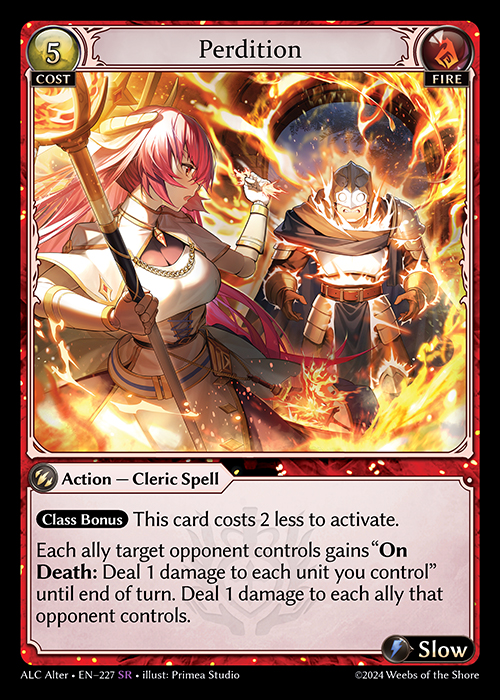 5
Perdition
COST
FIRE
Action — Cleric Spell
Class Bonus This card costs 2 less to activate.
Each ally target opponent controls gains “On
Death: Deal 1 damage to each unit you control”
until end of turn. Deal 1 damage to each ally that
opponent controls.
Slow
ALC Alter • EN–227 SR • illust: Primea Studio
©2024 Weebs of the Shore